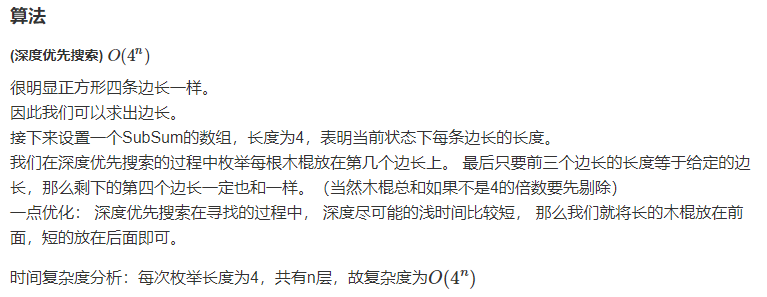 算法
(深度优先搜索) O(4ⁿ)
很明显正方形四条边长一样。
因此我们可以求出边长。
接下来设置一个SubSum的数组，长度为4，表明当前状态下每条边长的长度。
我们在深度优先搜索的过程中枚举每根木棍放在第几个边长上。 最后只要前三个边长的长度等于给定的边
长，那么剩下的第四个边长一定也和一样。（当然木棍总和如果不是4的倍数要先剔除）
一点优化： 深度优先搜索在寻找的过程中， 深度尽可能的浅时间比较短， 那么我们就将长的木棍放在前
面，短的放在后面即可。
时间复杂度分析：每次枚举长度为4，共有n层，故复杂度为O(4ⁿ)